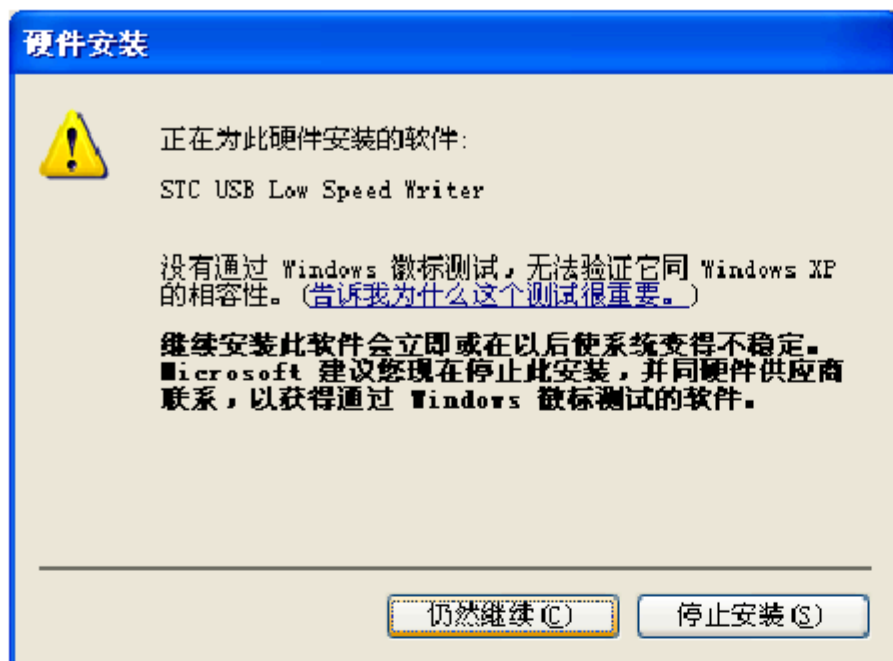 硬件安装
正在为此硬件安装的软件:
STC USB Low Speed Writer
没有通过 Windows 徽标测试，无法验证它同 Windows XP
的相容性。(告诉我为什么这个测试很重要。)
继续安装此软件会立即或在以后使系统变得不稳定。
Microsoft 建议您现在停止此安装，并同硬件供应商
联系，以获得通过 Windows 徽标测试的软件。
仍然继续(C)
停止安装(S)